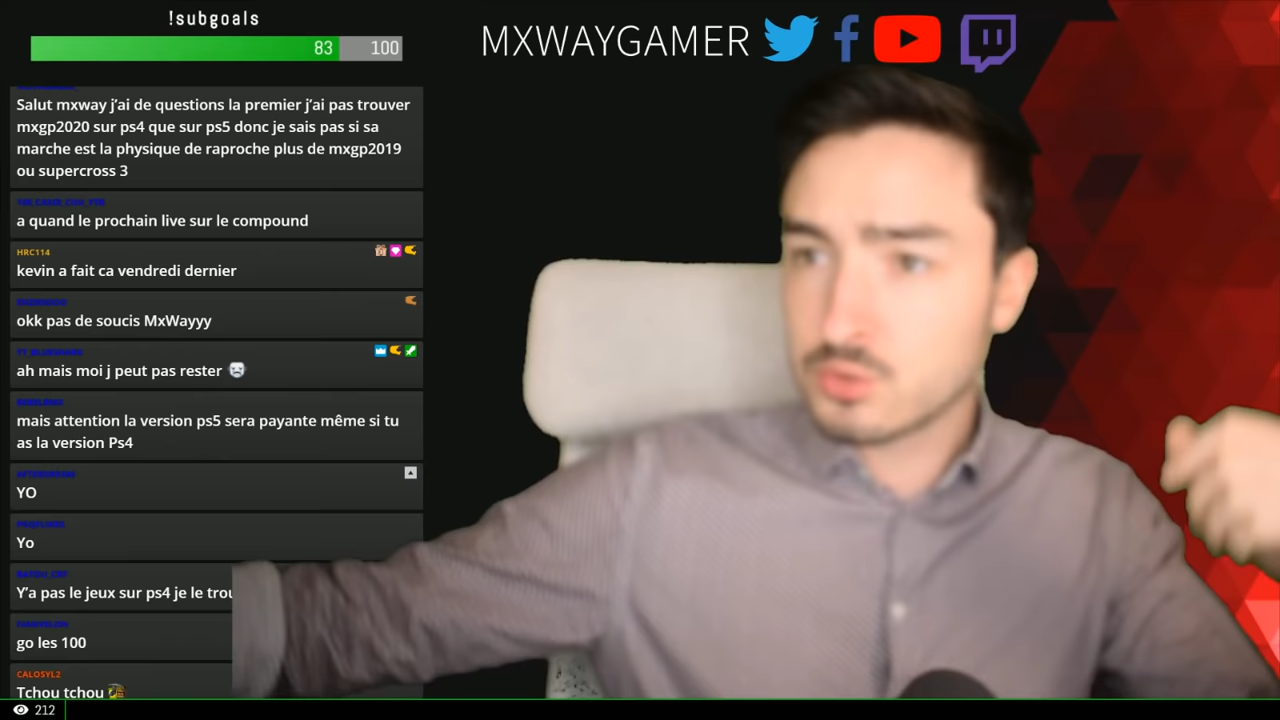 !subgoals
83
100
MXWAYGAMER
Salut mxway j'ai de questions la premier j'ai pas trouver
mxgp2020 sur ps4 que sur ps5 donc je sais pas si sa
marche est la physique de raproche plus de mxgp2019
ou supercross 3
a quand le prochain live sur le compound
HRC114
kevin a fait ca vendredi dernier
okk pas de soucis MxWayyy
ah mais moi j peut pas rester
mais attention la version ps5 sera payante même si tu
as la version Ps4
YO
Yo
Y'a pas le jeux sur ps4 je le trou
go les 100
CALOSYL2
Tchou tchou
212